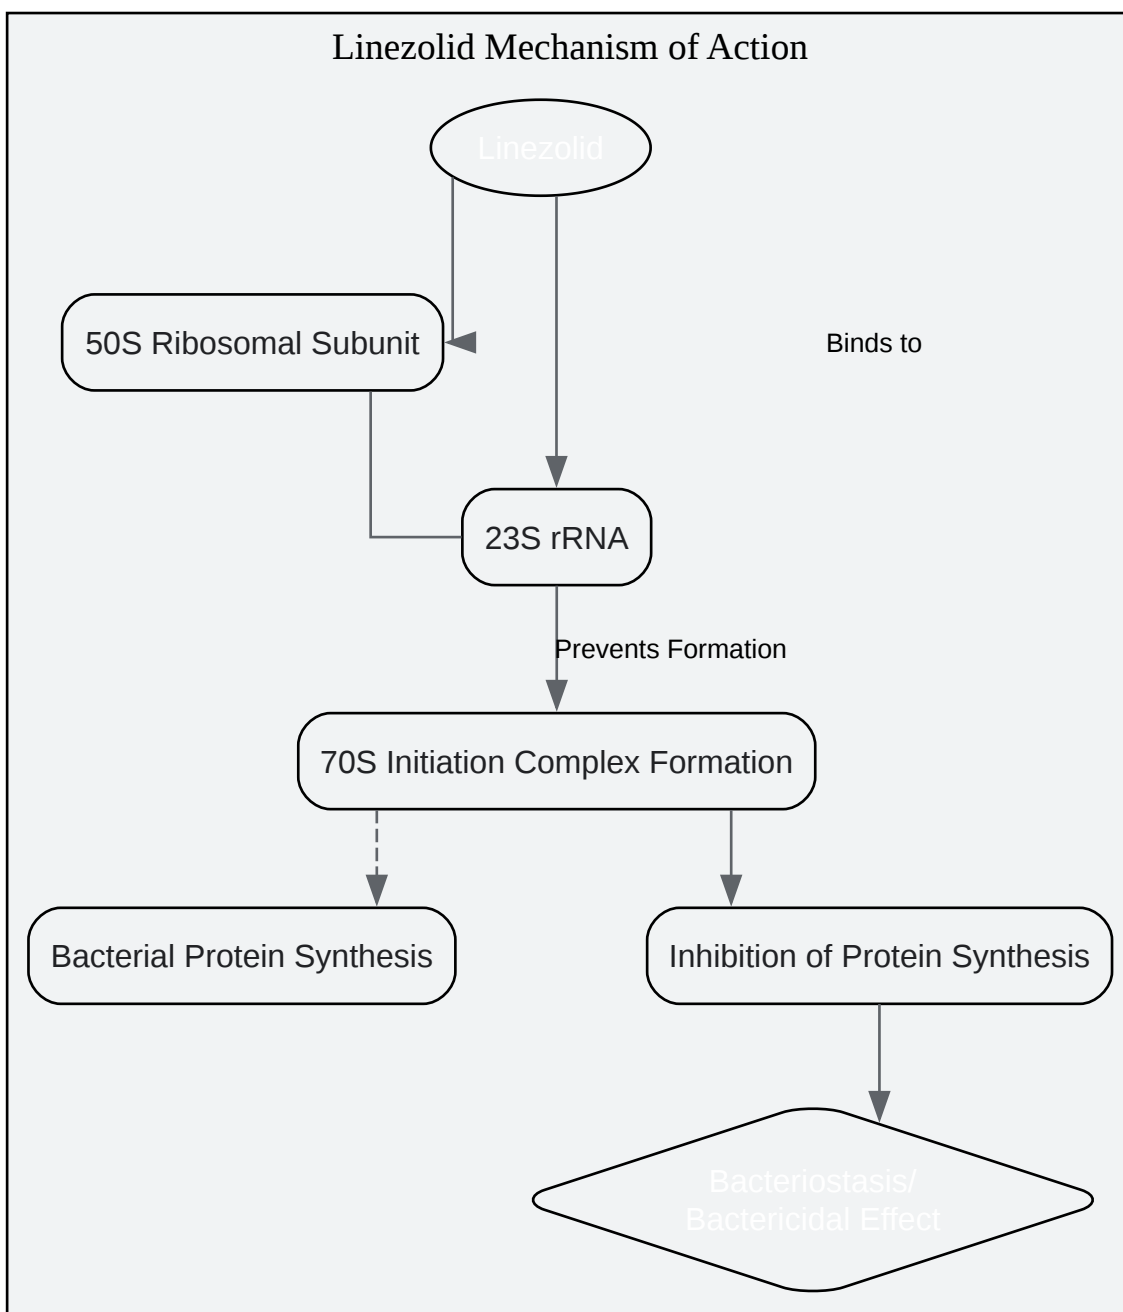 Linezolid Mechanism of Action
Linezolid
50S Ribosomal Subunit
Binds to
23S rRNA
Prevents Formation
70S Initiation Complex Formation
Bacterial Protein Synthesis
Inhibition of Protein Synthesis
Bacteriostasis/
Bactericidal Effect